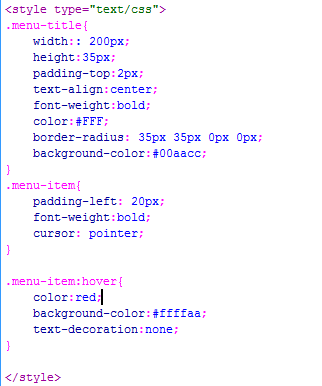 <style type="text/css">
.menu-title{
width:: 200px;
height:35px;
padding-top:2px;
text-align:center;
font-weight:bold;
color:#FFF;
border-radius: 35px 35px 0px 0px;
background-color:#00aacc;
}
.menu-item{
padding-left: 20px;
font-weight:bold;
cursor: pointer;
}
.menu-item:hover{
color:red;
background-color:#ffffaa;
text-decoration:none;
}
</style>